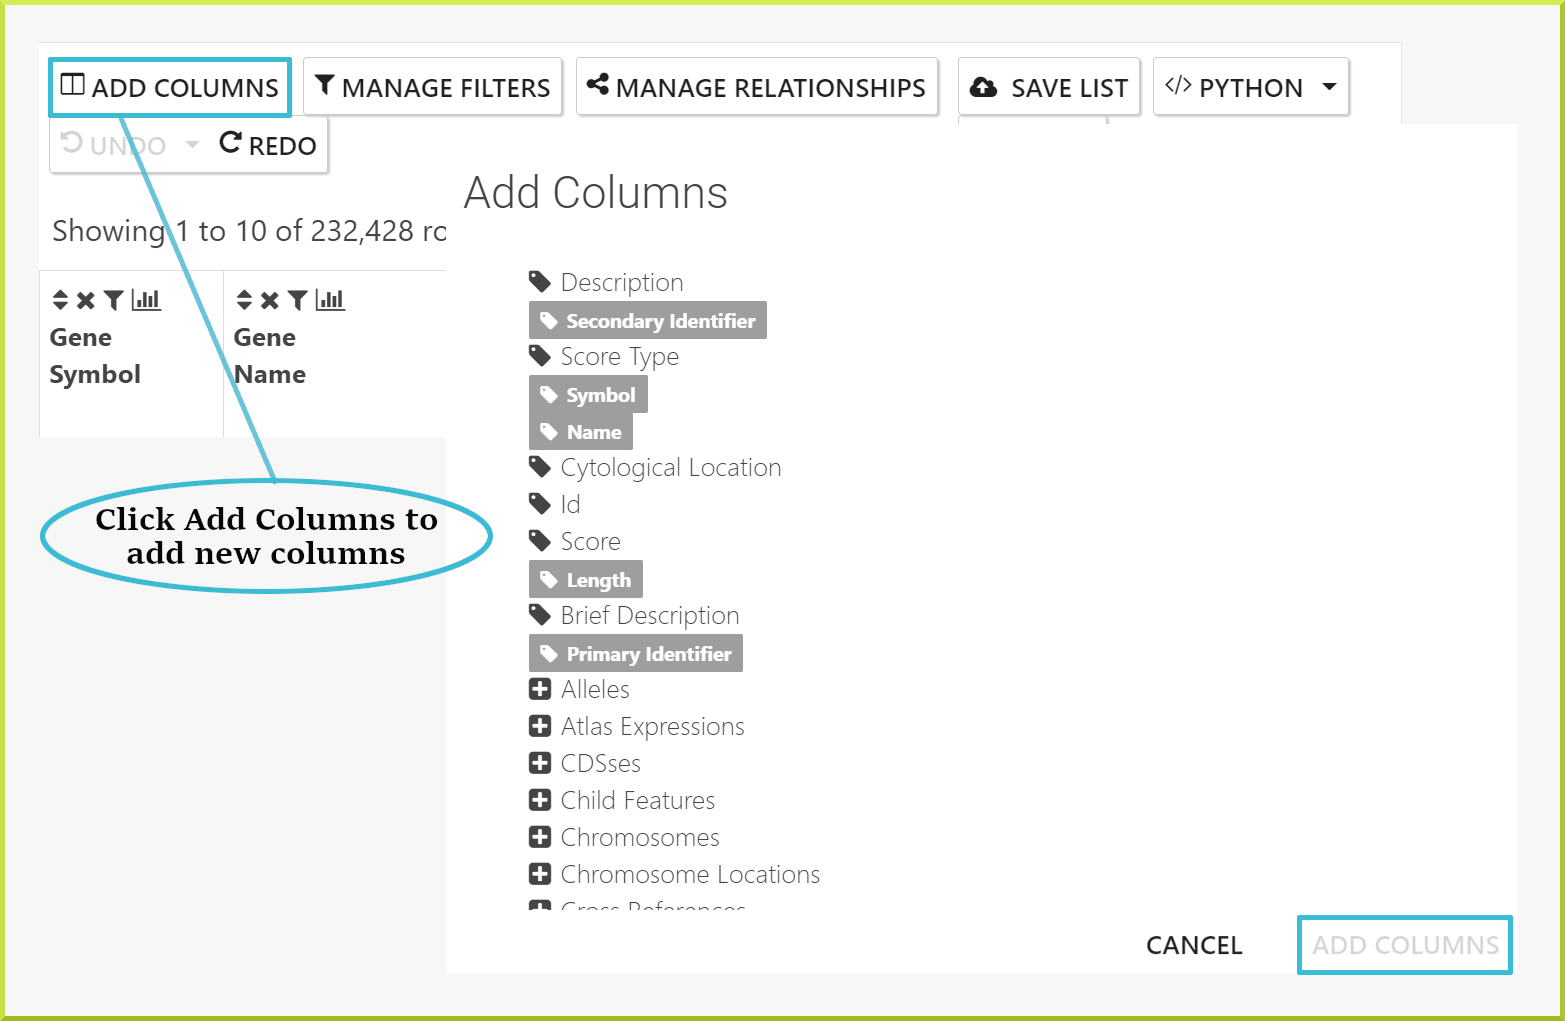 ADD COLUMNS
MANAGE FILTERS
MANAGE RELATIONSHIPS
SAVE LIST
</> PYTHON
UNDO
REDO
Showing 1 to 10 of 232,428 ro
Gene
Symbol
Gene
Name
Click Add Columns to
add new columns
Add Columns
Description
Secondary Identifier
Score Type
Symbol
Name
Cytological Location
Id
Score
Length
Brief Description
Primary Identifier
Alleles
Atlas Expressions
CDSses
Child Features
Chromosomes
Chromosome Locations
Cross References
CANCEL
ADD COLUMNS